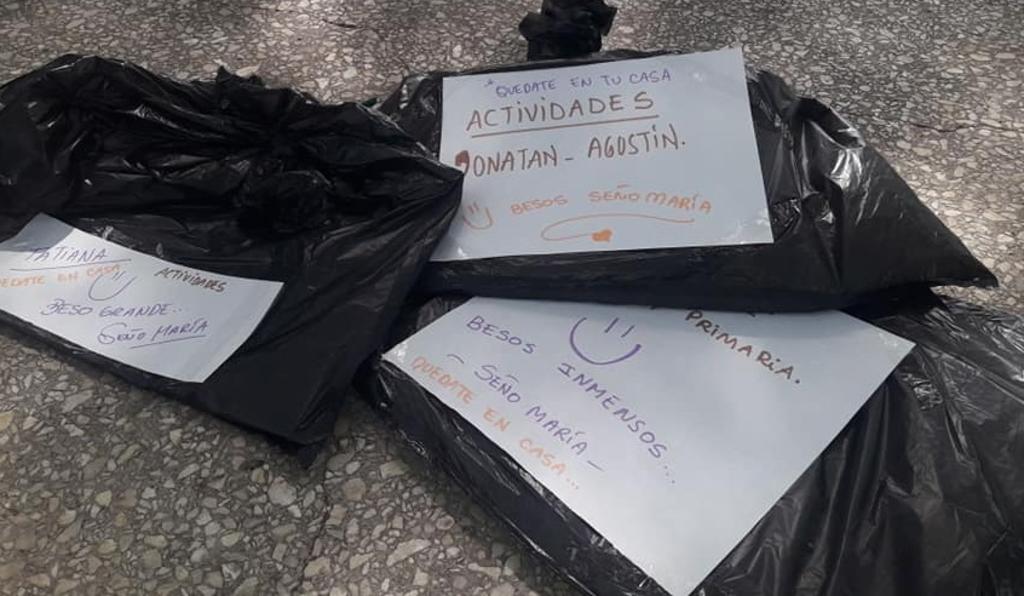 * QUEDATE EN TU CASA
ACTIVIDADES
JONATAN - AGUSTÍN.
BESOS SEÑO MARÍA
TATIANA
QUEDATE EN CASA
ACTIVIDADES
BESO GRANDE..
SEÑO MARÍA
PRIMARIA.
BESOS INMENSOS...
- SEÑO MARÍA -
QUEDATE EN CASA...